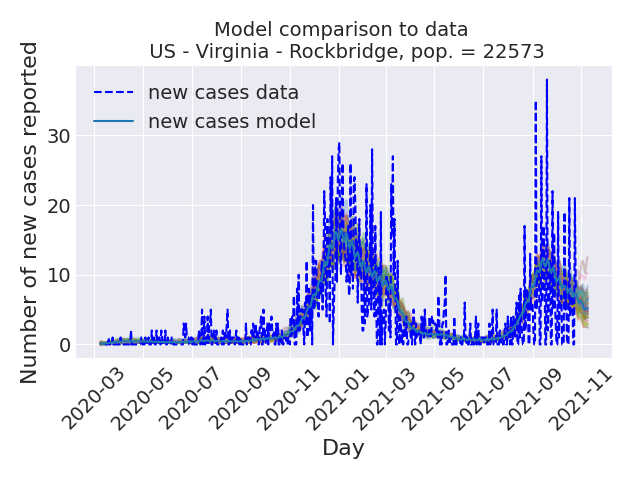 Model comparison to data
US - Virginia - Rockbridge, pop. = 22573
Number of new cases reported
new cases data
new cases model
30
20
10
0
2020-03
2020-05
2020-07
2020-09
2020-11
2021-01
2021-03
2021-05
2021-07
2021-09
2021-11
Day